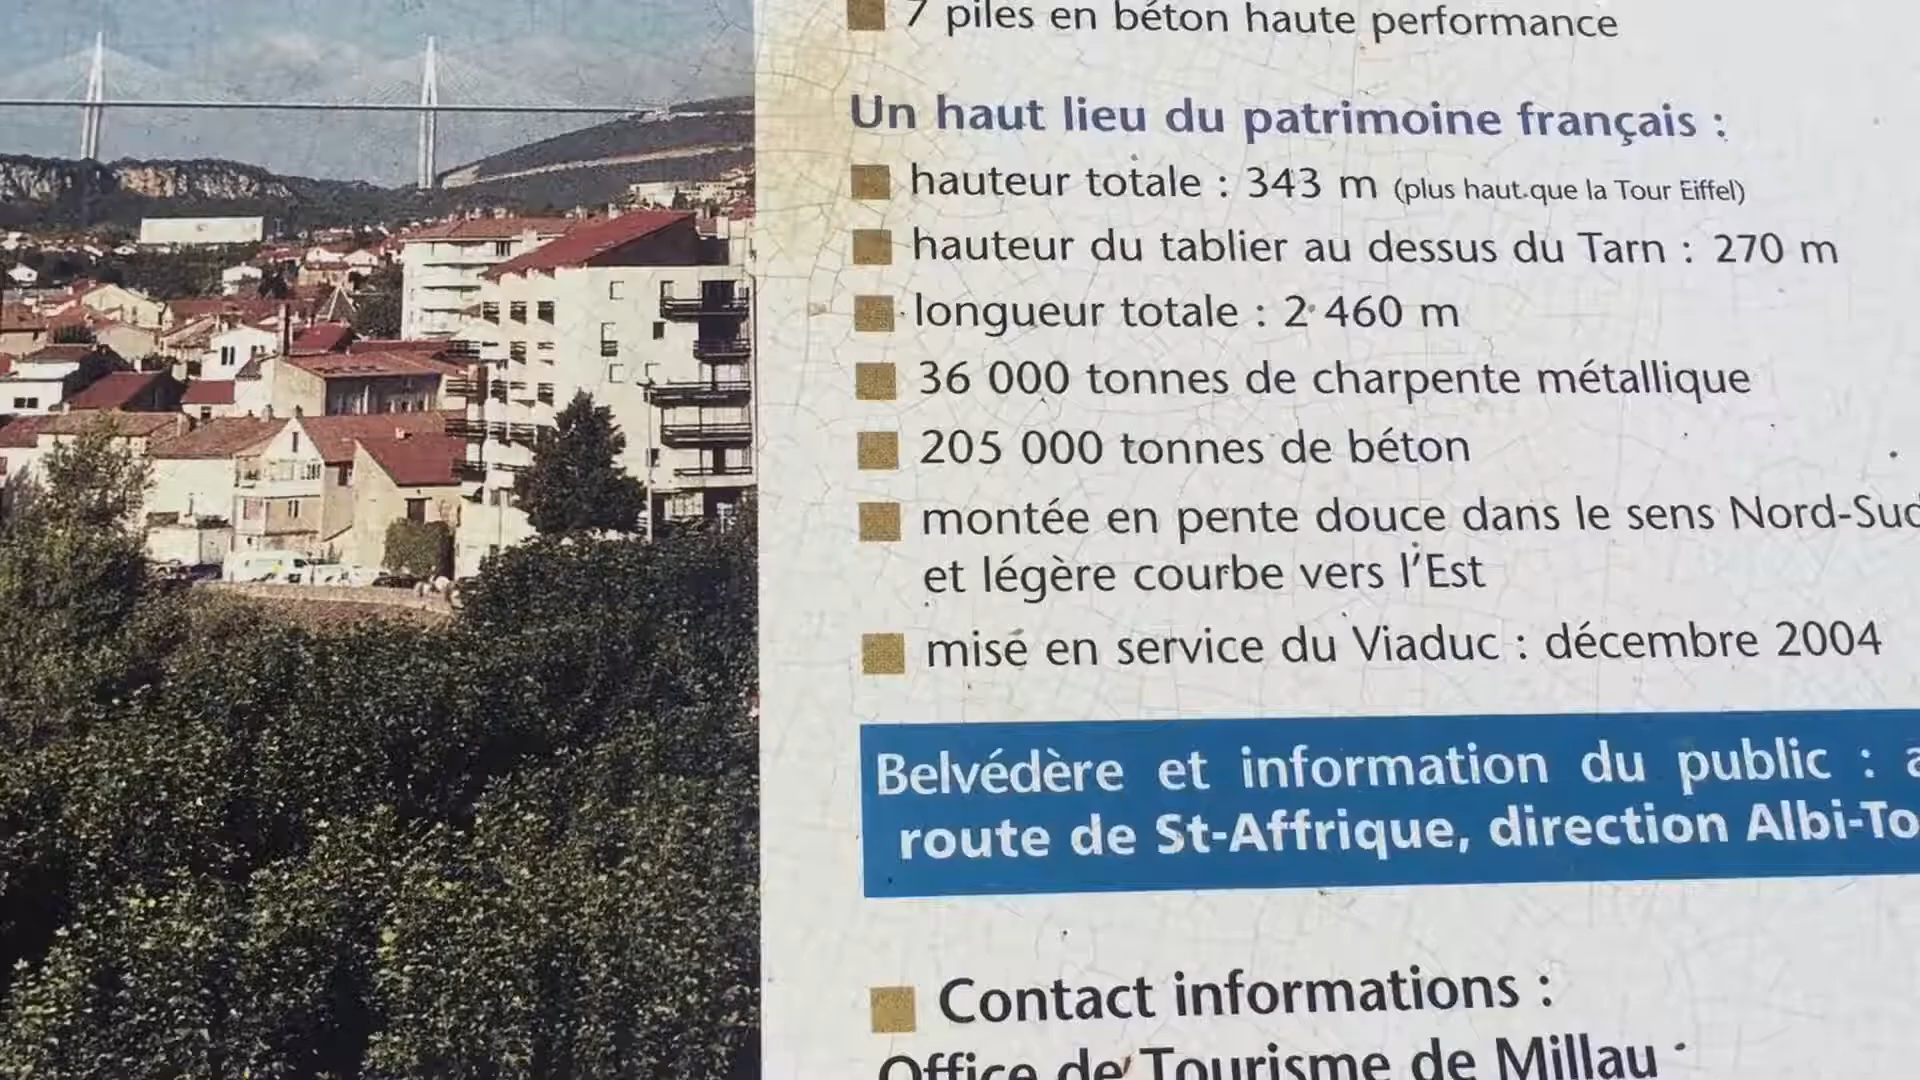 7 piles en béton haute performance
Un haut lieu du patrimoine français :
hauteur totale : 343 m (plus haut que la Tour Eiffel)
hauteur du tablier au dessus du Tarn : 270 m
longueur totale : 2 460 m
36 000 tonnes de charpente métallique
205 000 tonnes de béton
montée en pente douce dans le sens Nord-Sud
et légère courbe vers l'Est
mise en service du Viaduc : décembre 2004
Belvédère et information du public :
route de St-Affrique, direction Albi-To
Contact informations :
Office de Tourisme de Millau